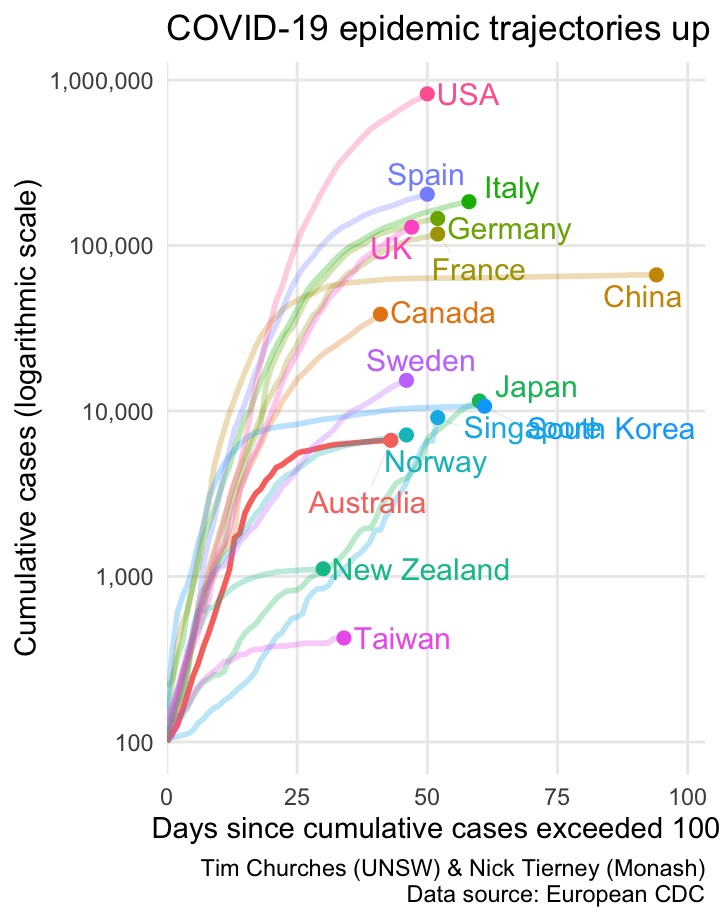 COVID-19 epidemic trajectories up
Cumulative cases (logarithmic scale)
1,000,000
100,000
10,000
1,000
100
USA
Spain
Italy
Germany
UK
France
China
Canada
Sweden
Japan
Singapore
South Korea
Norway
Australia
New Zealand
Taiwan
0 25 50 75 100
Days since cumulative cases exceeded 100
Tim Churches (UNSW) & Nick Tierney (Monash)
Data source: European CDC